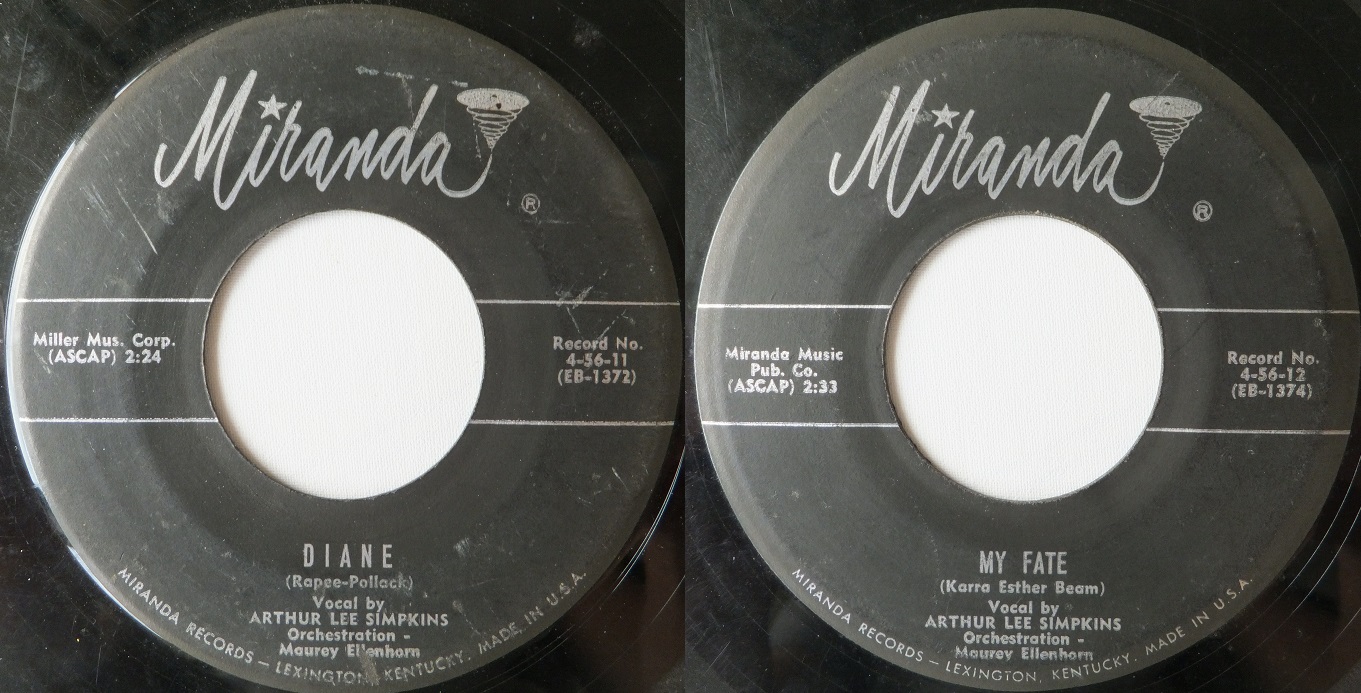 Miranda
®
Miller Mus. Corp.
(ASCAP) 2:24
Record No.
4-56-11
(EB-1372)
DIANE
(Rapee-Pollack)
Vocal by
ARTHUR LEE SIMPKINS
Orchestration -
Maurey Ellenhorn
MIRANDA RECORDS — LEXINGTON, KENTUCKY. MADE IN U.S.A.
Miranda
®
Miranda Music
Pub. Co.
(ASCAP) 2:33
Record No.
4-56-12
(EB-1374)
MY FATE
(Karra Esther Beam)
Vocal by
ARTHUR LEE SIMPKINS
Orchestration -
Maurey Ellenhorn
MIRANDA RECORDS — LEXINGTON, KENTUCKY. MADE IN U.S.A.